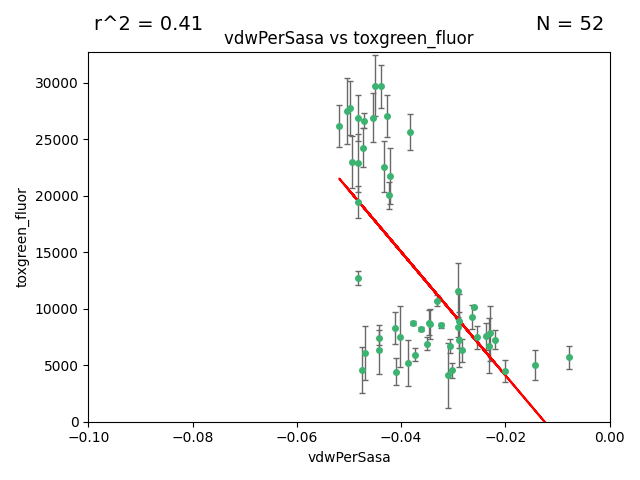 r^2 = 0.41
N = 52
vdwPerSasa vs toxgreen_fluor
30000
25000
20000
15000
10000
5000
0
toxgreen_fluor
−0.10
−0.08
−0.06
−0.04
−0.02
0.00
vdwPerSasa